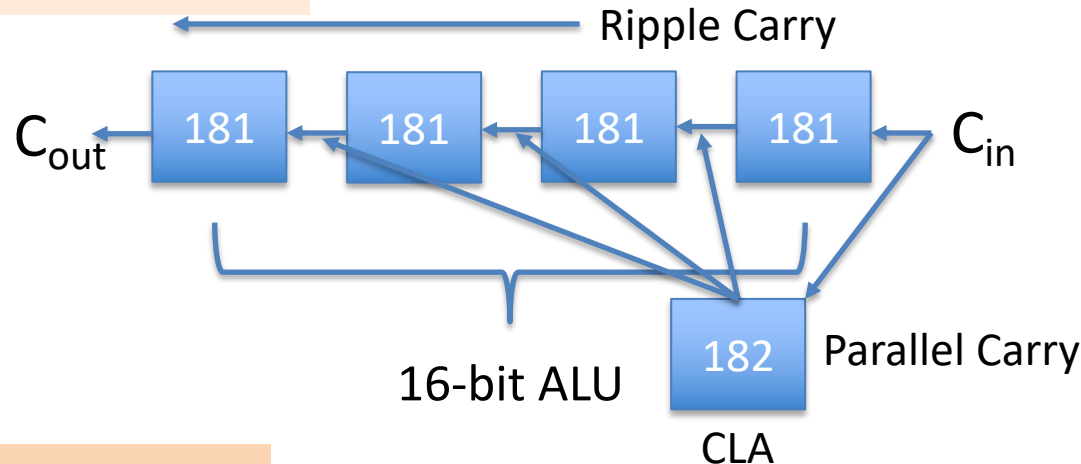 Ripple Carry
C_out 181 181 181 181 C_in
16-bit ALU
182 Parallel Carry
CLA